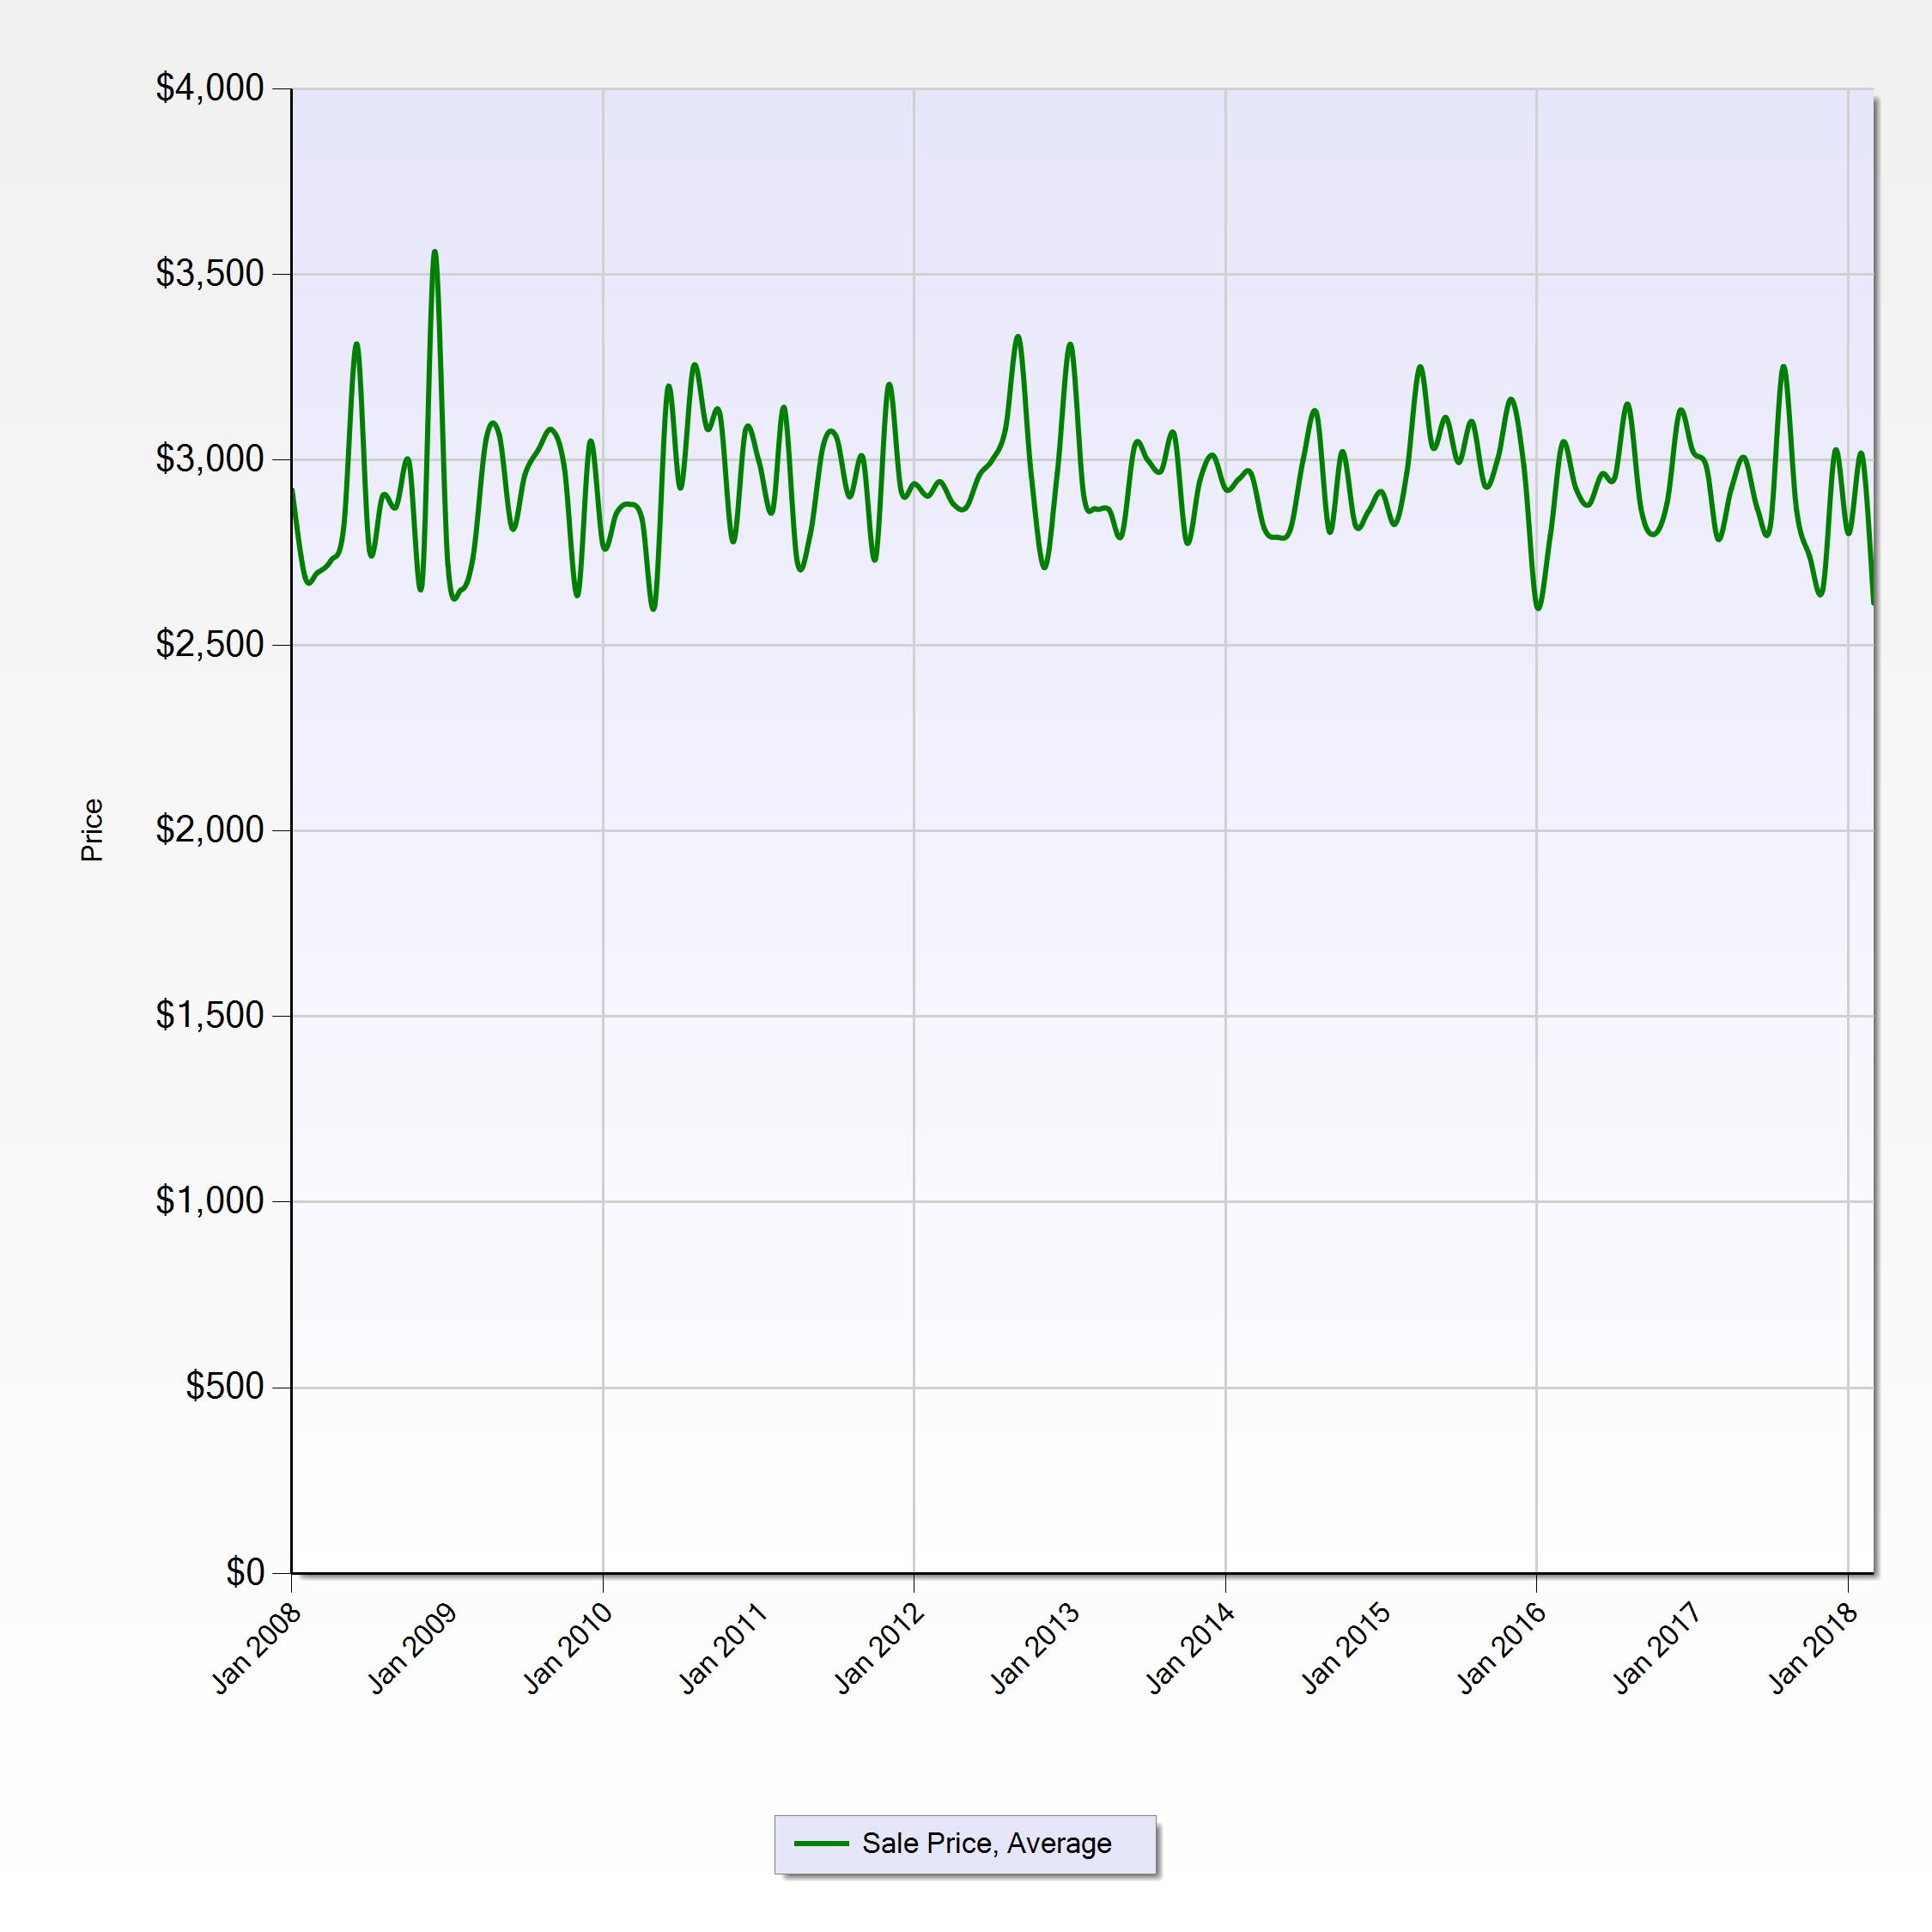 $4,000
$3,500
$3,000
$2,500
$2,000
$1,500
$1,000
$500
$0
Price
Jan 2008
Jan 2009
Jan 2010
Jan 2011
Jan 2012
Jan 2013
Jan 2014
Jan 2015
Jan 2016
Jan 2017
Jan 2018
Sale Price, Average